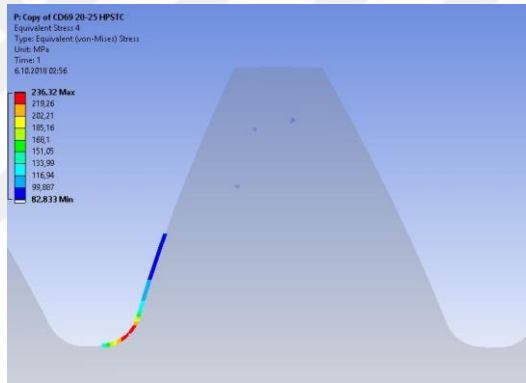 P: Copy of CD69 20-25 HPSTC
Equivalent Stress 4
Type: Equivalent (von-Mises) Stress
Unit: MPa
Time: 1
6.10.2018 02:56
236,32 Max
219,26
202,21
185,16
168,1
151,05
133,99
116,94
99,887
82,833 Min